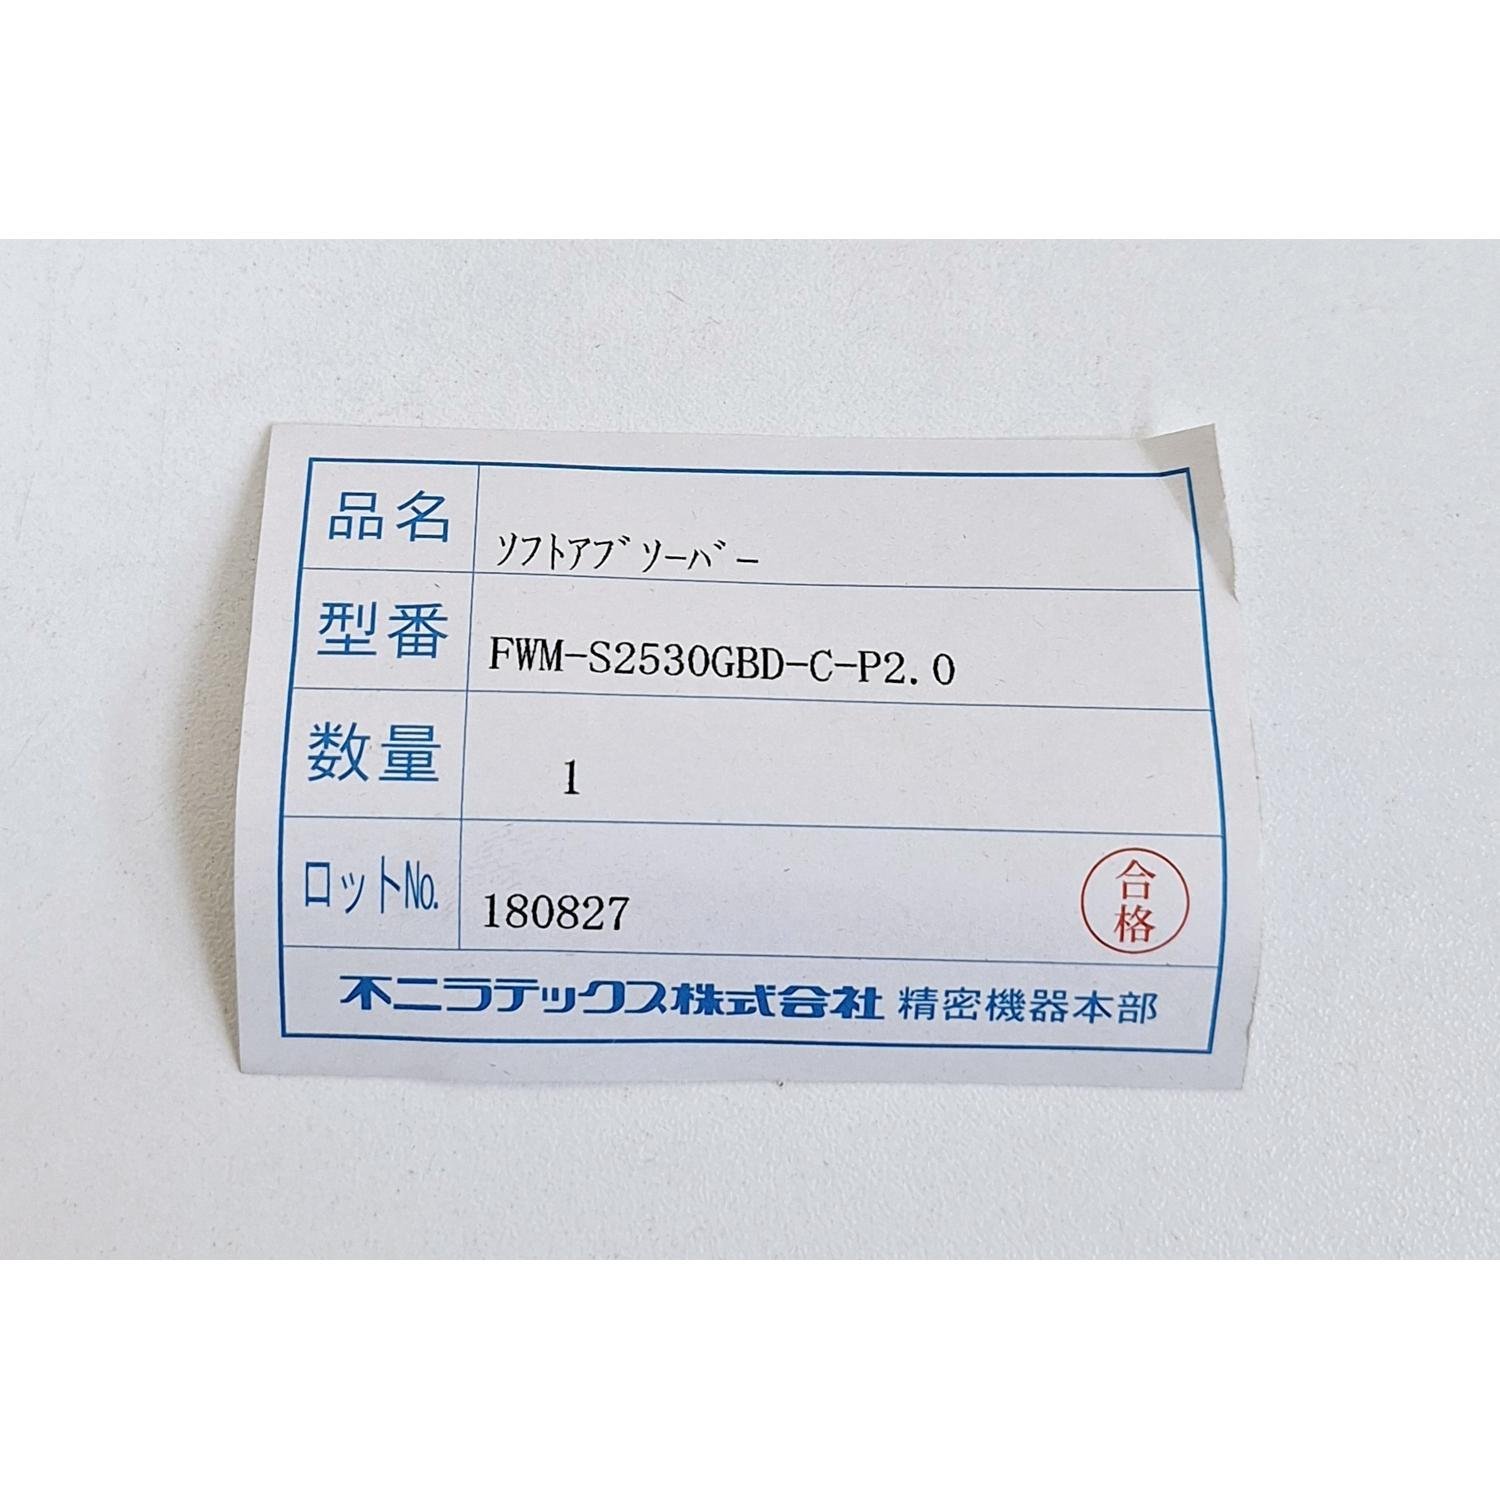 品名 ソフトアブソーバー
型番 FWM-S2530GBD-C-P2.0
数量 1
ロットNo. 180827
合格
不二ラテックス株式会社 精密機器本部